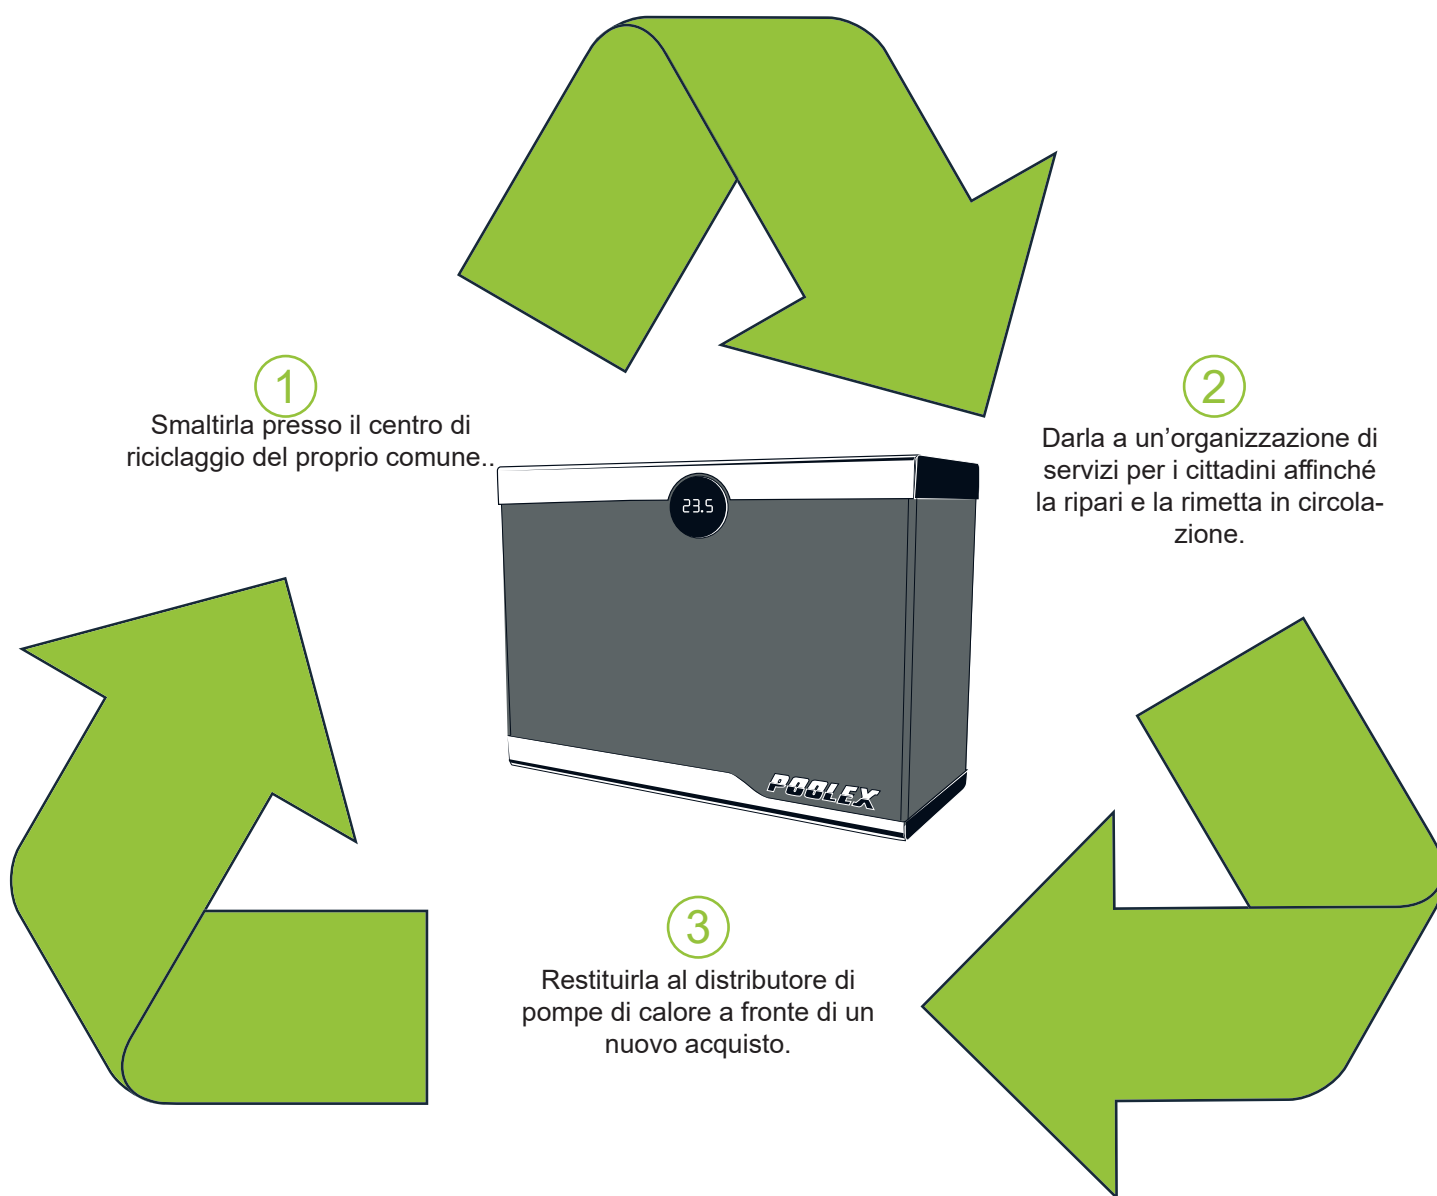 1
Smaltirla presso il centro di
riciclaggio del proprio comune..
2
Darla a un’organizzazione di
servizi per i cittadini affinché
la ripari e la rimetta in circola-
zione.
23.5
POOLEX
3
Restituirla al distributore di
pompe di calore a fronte di un
nuovo acquisto.